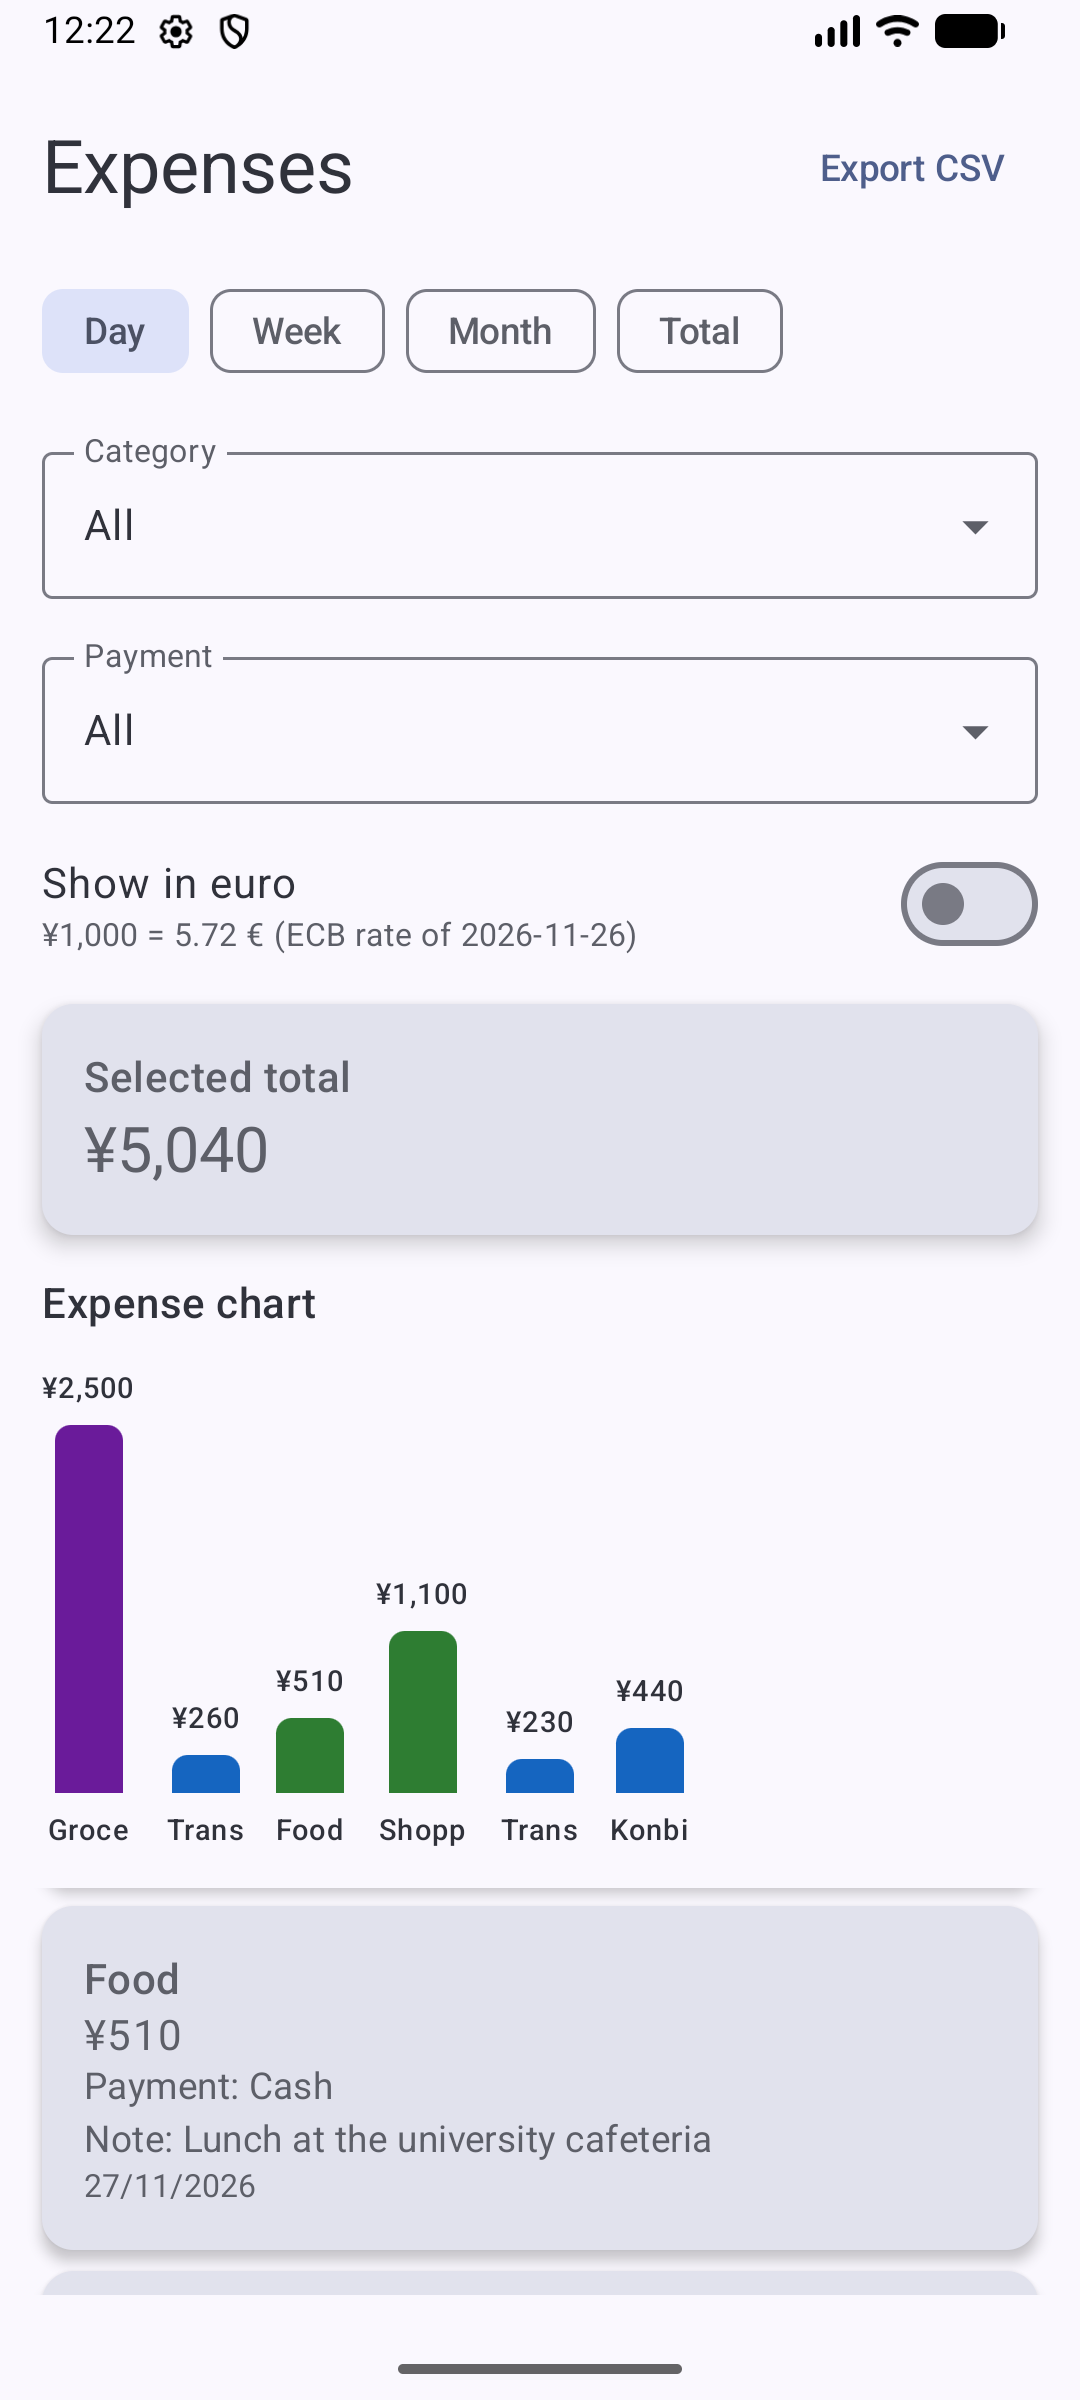 12:22
Expenses
Export CSV
Day
Week
Month
Total
Category
All
Payment
All
Show in euro
¥1,000 = 5.72 € (ECB rate of 2026-11-26)
Selected total
¥5,040
Expense chart
¥2,500
¥260
¥510
¥1,100
¥230
¥440
Groce
Trans
Food
Shopp
Trans
Konbi
Food
¥510
Payment: Cash
Note: Lunch at the university cafeteria
27/11/2026